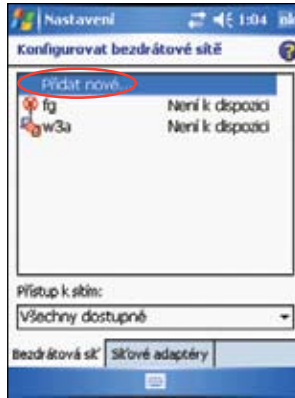 Nastavení 1:04 ok
Konfigurovat bezdrátové sítě
Přidat nové...
fg Není k dispozici
w3a Není k dispozici
Přístup k sítím:
Všechny dostupné
Bezdrátová síť Síťové adaptéry